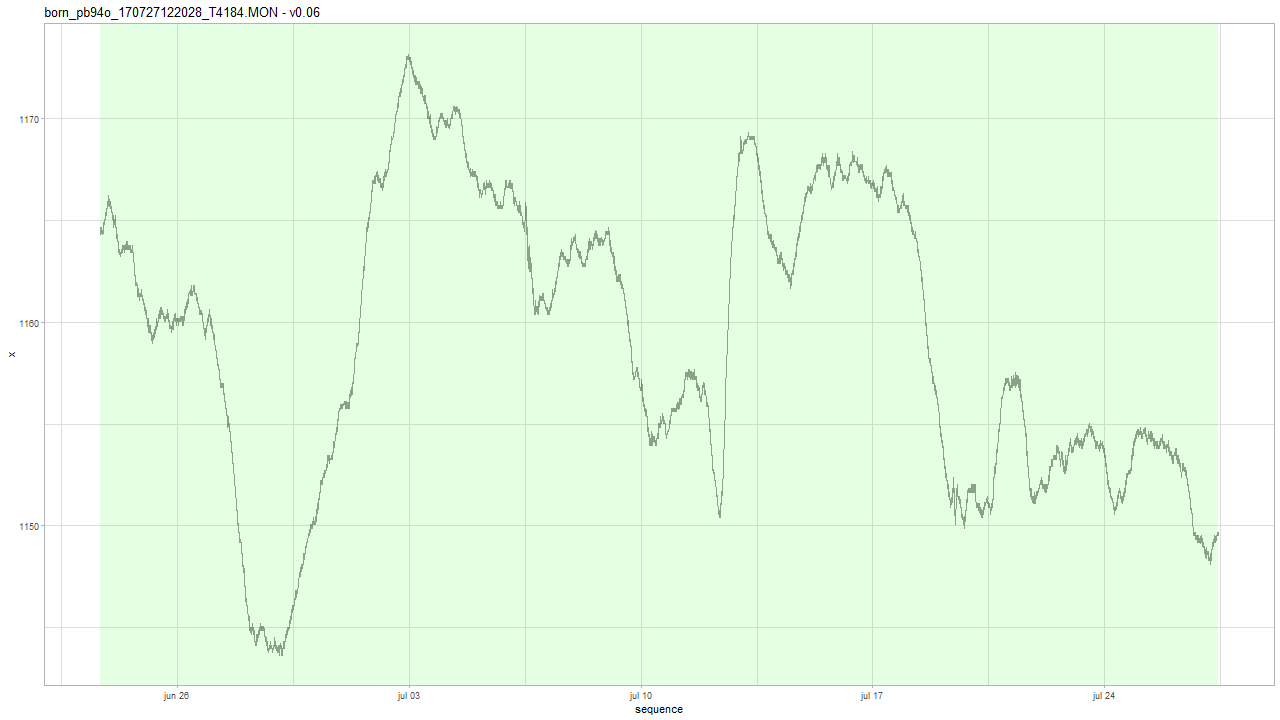 born_pb94o_170727122028_T4184.MON - v0.06
1170
1160
1150
x
jun 26
jul 03
jul 10
jul 17
jul 24
sequence